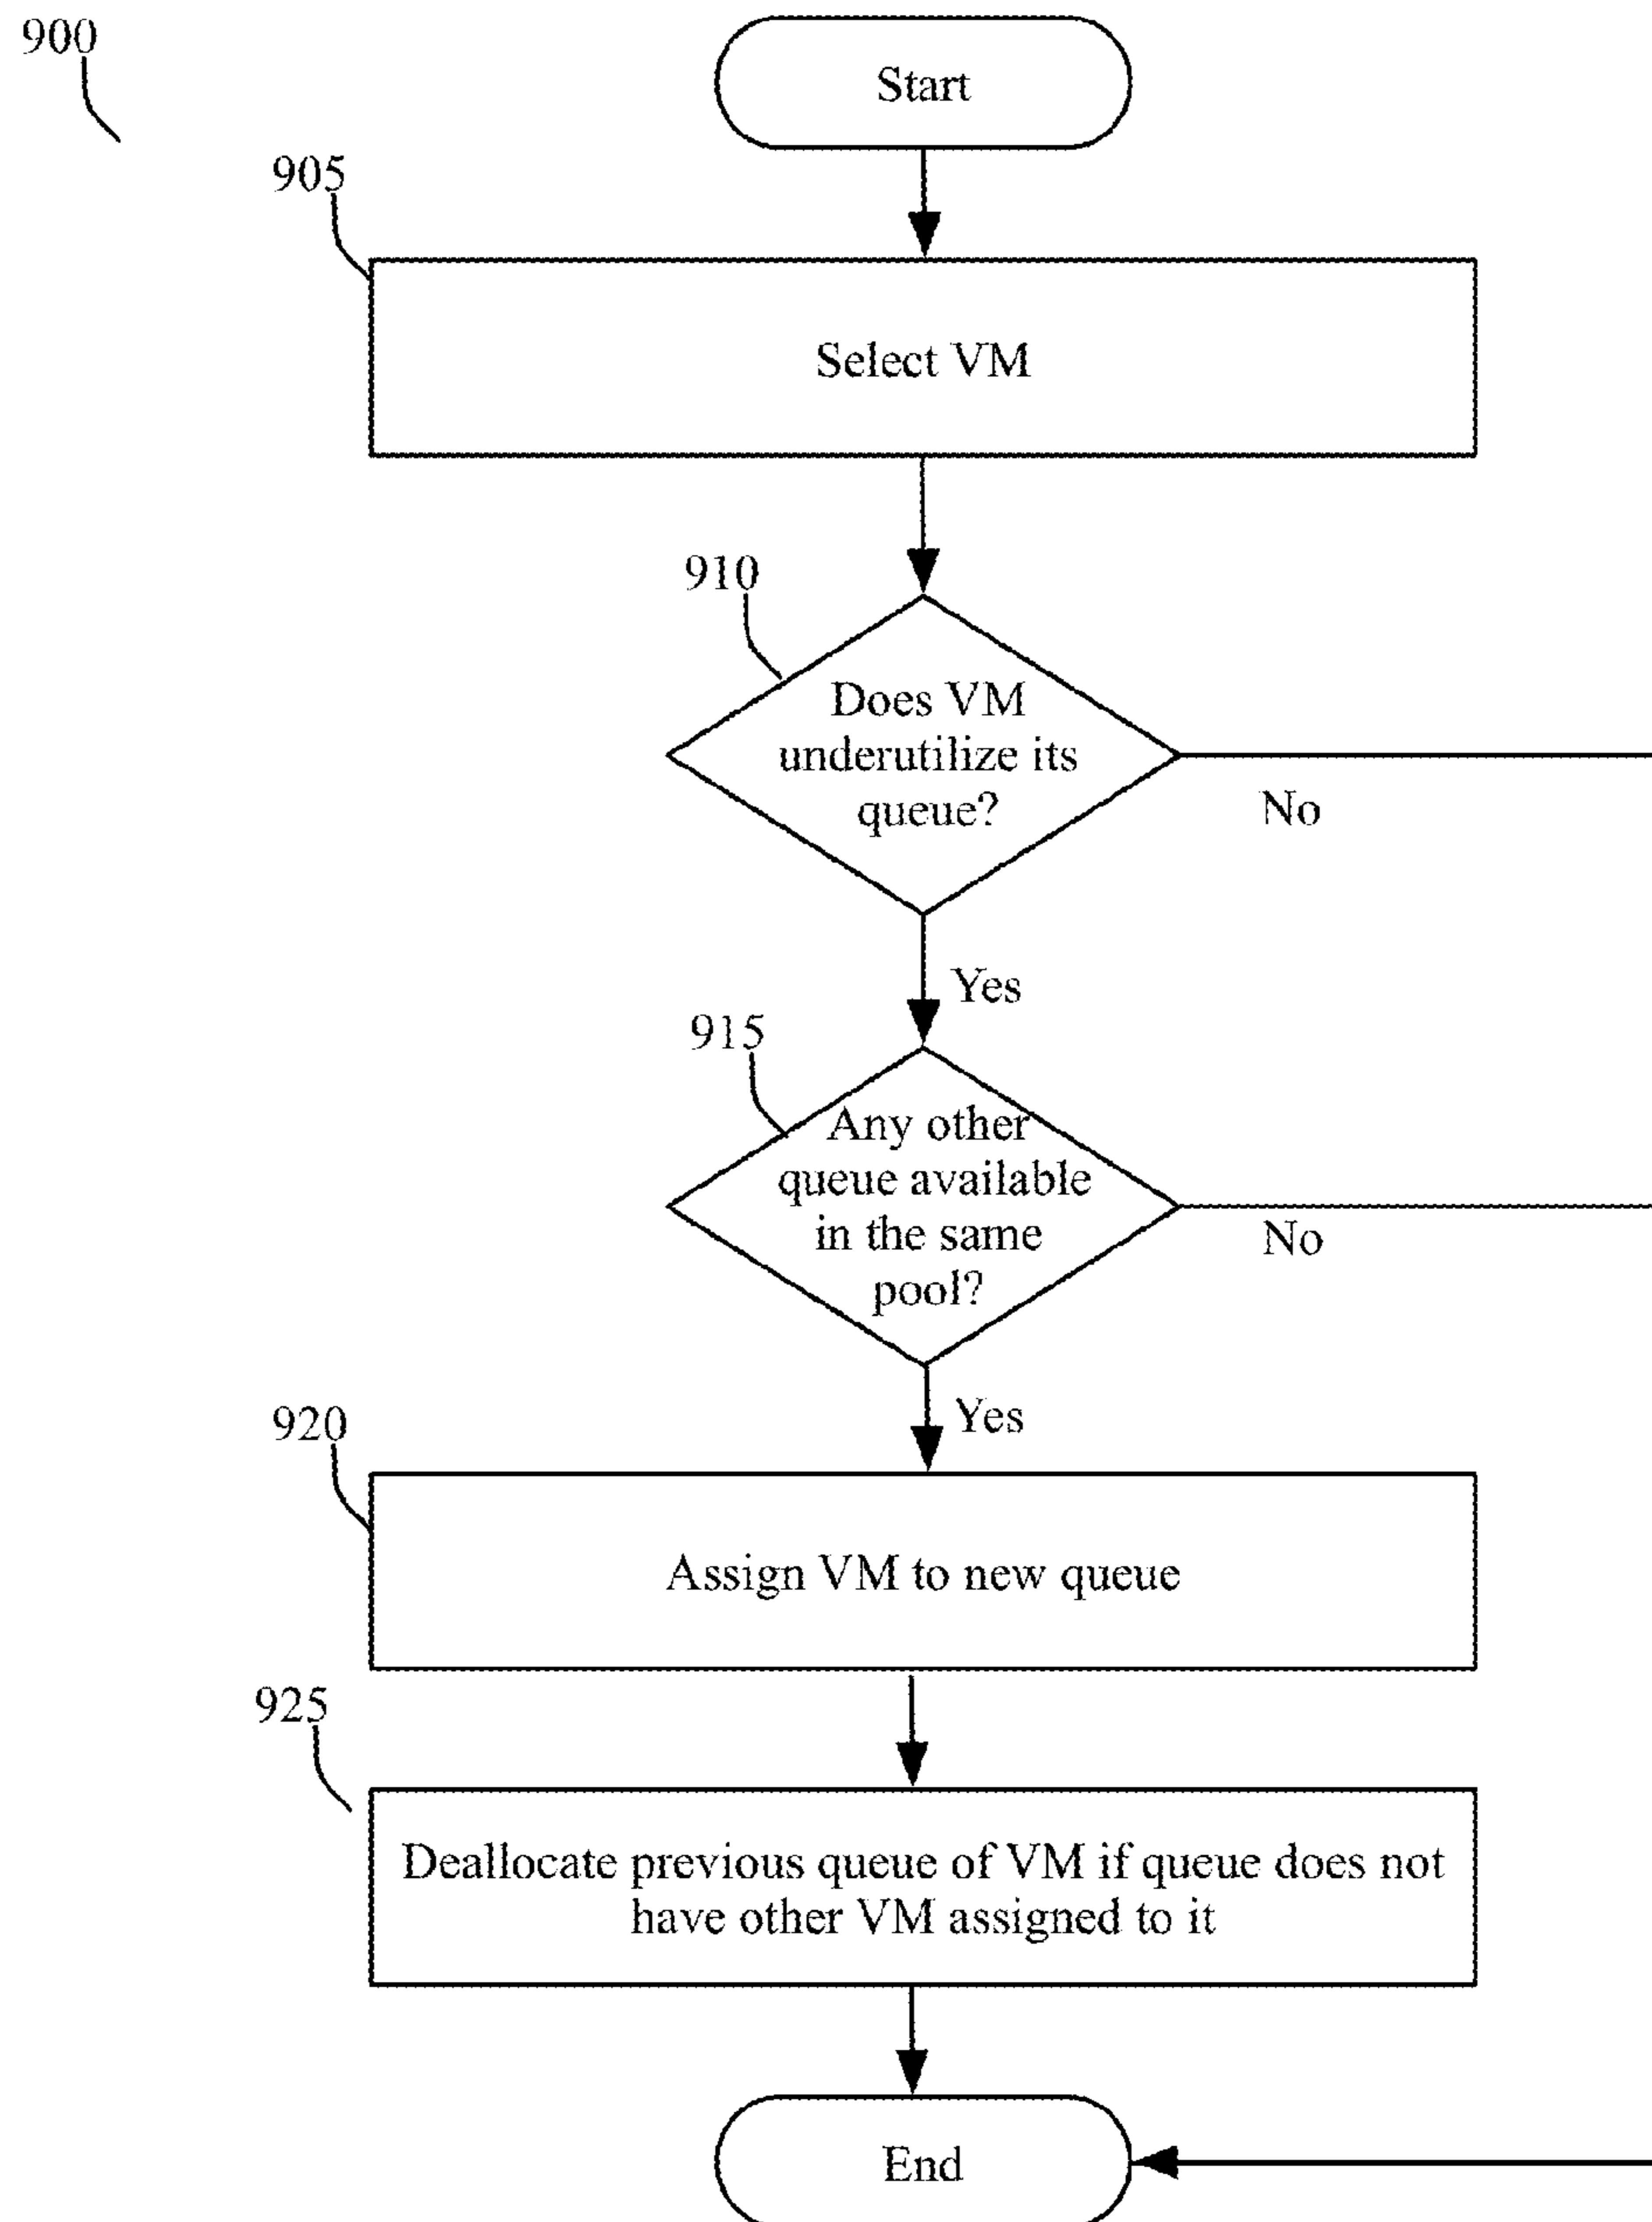 900
Start
905
Select VM
910
Does VM
underutilize its
queue?
No
Yes
915
Any other
queue available
in the same
pool?
No
Yes
920
Assign VM to new queue
925
Deallocate previous queue of VM if queue does not
have other VM assigned to it
End